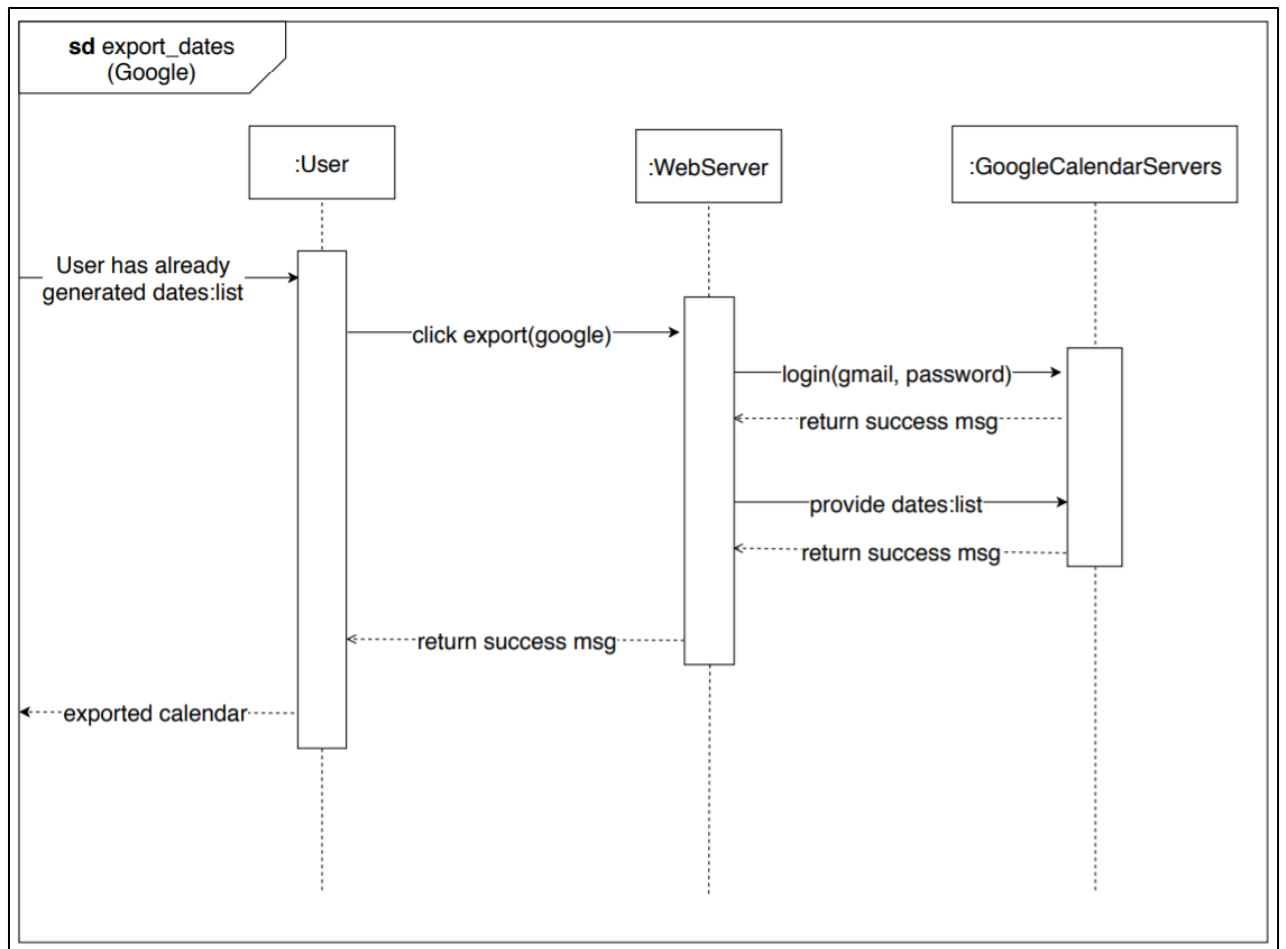 sd export_dates
(Google)
:User
:WebServer
:GoogleCalendarServers
User has already
generated dates:list
click export(google)
login(gmail, password)
return success msg
provide dates:list
return success msg
return success msg
exported calendar